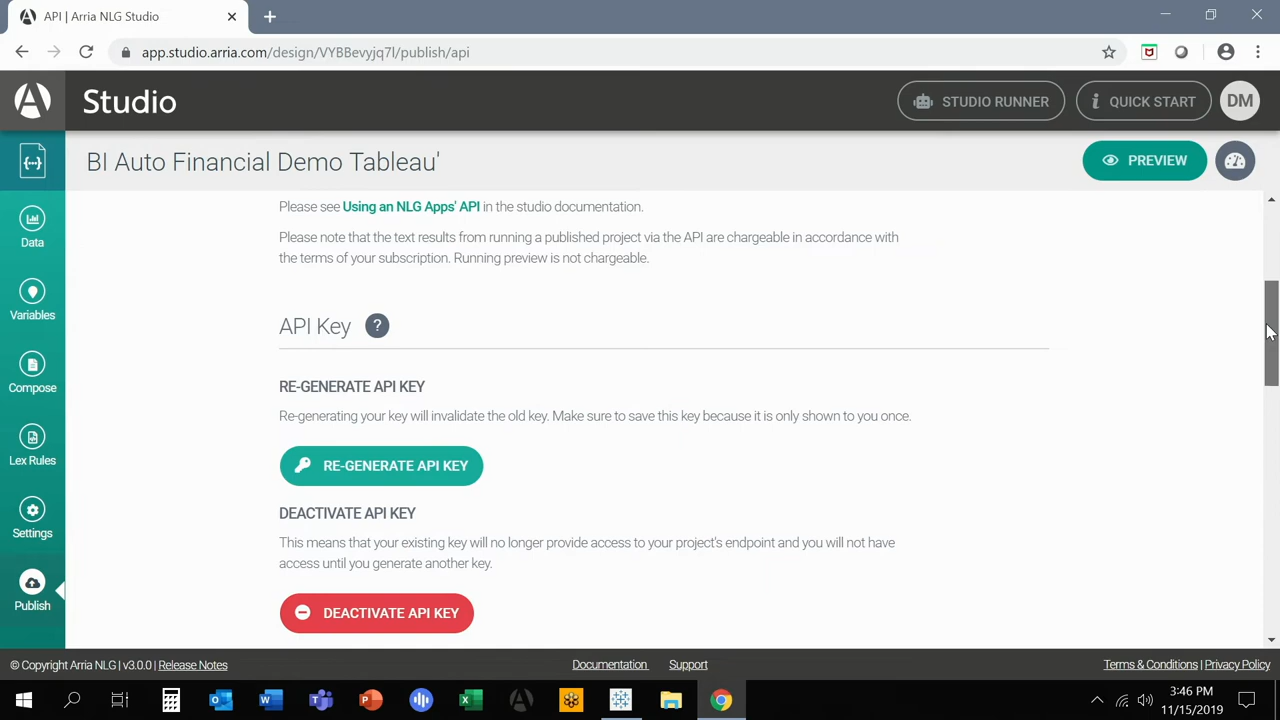 API | Arria NLG Studio
app.studio.arria.com/design/VYBBevyjq7l/publish/api
Studio
STUDIO RUNNER
QUICK START
DM
BI Auto Financial Demo Tableau'
PREVIEW
Data
Variables
Compose
Lex Rules
Settings
Publish
Please see Using an NLG Apps' API in the studio documentation.
Please note that the text results from running a published project via the API are chargeable in accordance with
the terms of your subscription. Running preview is not chargeable.
API Key ?
RE-GENERATE API KEY
Re-generating your key will invalidate the old key. Make sure to save this key because it is only shown to you once.
RE-GENERATE API KEY
DEACTIVATE API KEY
This means that your existing key will no longer provide access to your project's endpoint and you will not have
access until you generate another key.
DEACTIVATE API KEY
© Copyright Arria NLG | v3.0.0 | Release Notes
Documentation
Support
Terms & Conditions | Privacy Policy
3:46 PM
11/15/2019